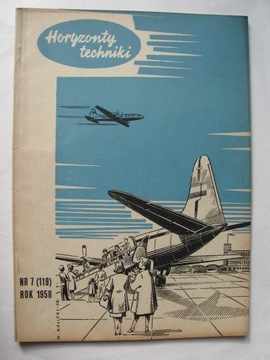 Horyzonty
techniki
NR 7 (119)
ROK 1958